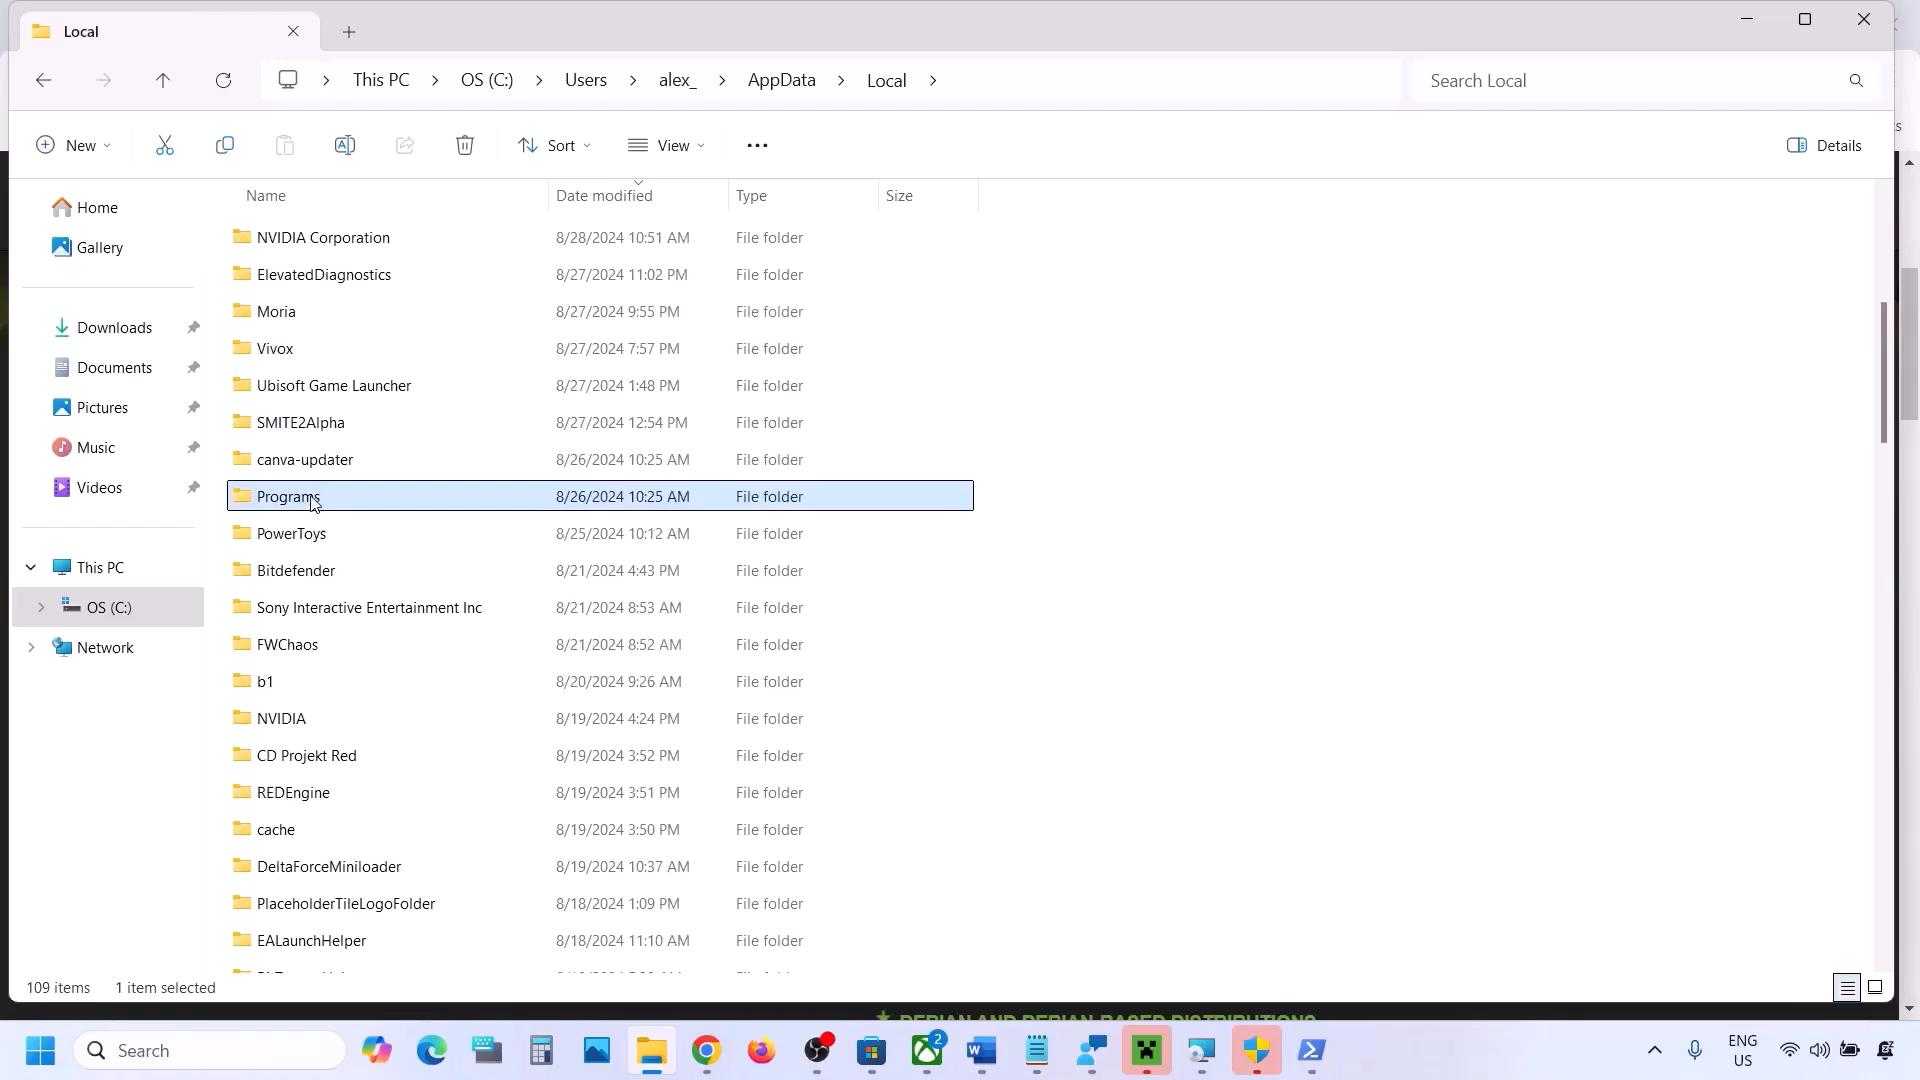 Local
This PC > OS (C:) > Users > alex_ > AppData > Local >
Search Local
New
Sort
View
Details
Name Date modified Type Size
Home
Gallery
Downloads
Documents
Pictures
Music
Videos
This PC
OS (C:)
Network
NVIDIA Corporation 8/28/2024 10:51 AM File folder
ElevatedDiagnostics 8/27/2024 11:02 PM File folder
Moria 8/27/2024 9:55 PM File folder
Vivox 8/27/2024 7:57 PM File folder
Ubisoft Game Launcher 8/27/2024 1:48 PM File folder
SMITE2Alpha 8/27/2024 12:54 PM File folder
canva-updater 8/26/2024 10:25 AM File folder
Programs 8/26/2024 10:25 AM File folder
PowerToys 8/25/2024 10:12 AM File folder
Bitdefender 8/21/2024 4:43 PM File folder
Sony Interactive Entertainment Inc 8/21/2024 8:53 AM File folder
FWChaos 8/21/2024 8:52 AM File folder
b1 8/20/2024 9:26 AM File folder
NVIDIA 8/19/2024 4:24 PM File folder
CD Projekt Red 8/19/2024 3:52 PM File folder
REDEngine 8/19/2024 3:51 PM File folder
cache 8/19/2024 3:50 PM File folder
DeltaForceMiniloader 8/19/2024 10:37 AM File folder
PlaceholderTileLogoFolder 8/18/2024 1:09 PM File folder
EALaunchHelper 8/18/2024 11:10 AM File folder
109 items 1 item selected
DEBIAN AND DEBIAN-BASED DISTRIBUTIONS
Search
2
ENG
US